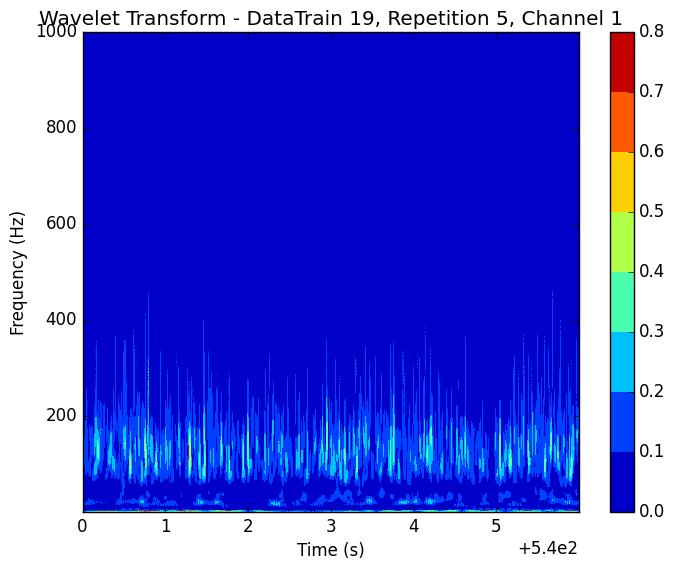 Wavelet Transform - DataTrain 19, Repetition 5, Channel 1
1000
800
600
400
200
Frequency (Hz)
0 1 2 3 4 5
Time (s)
+5.4e2
0.8
0.7
0.6
0.5
0.4
0.3
0.2
0.1
0.0